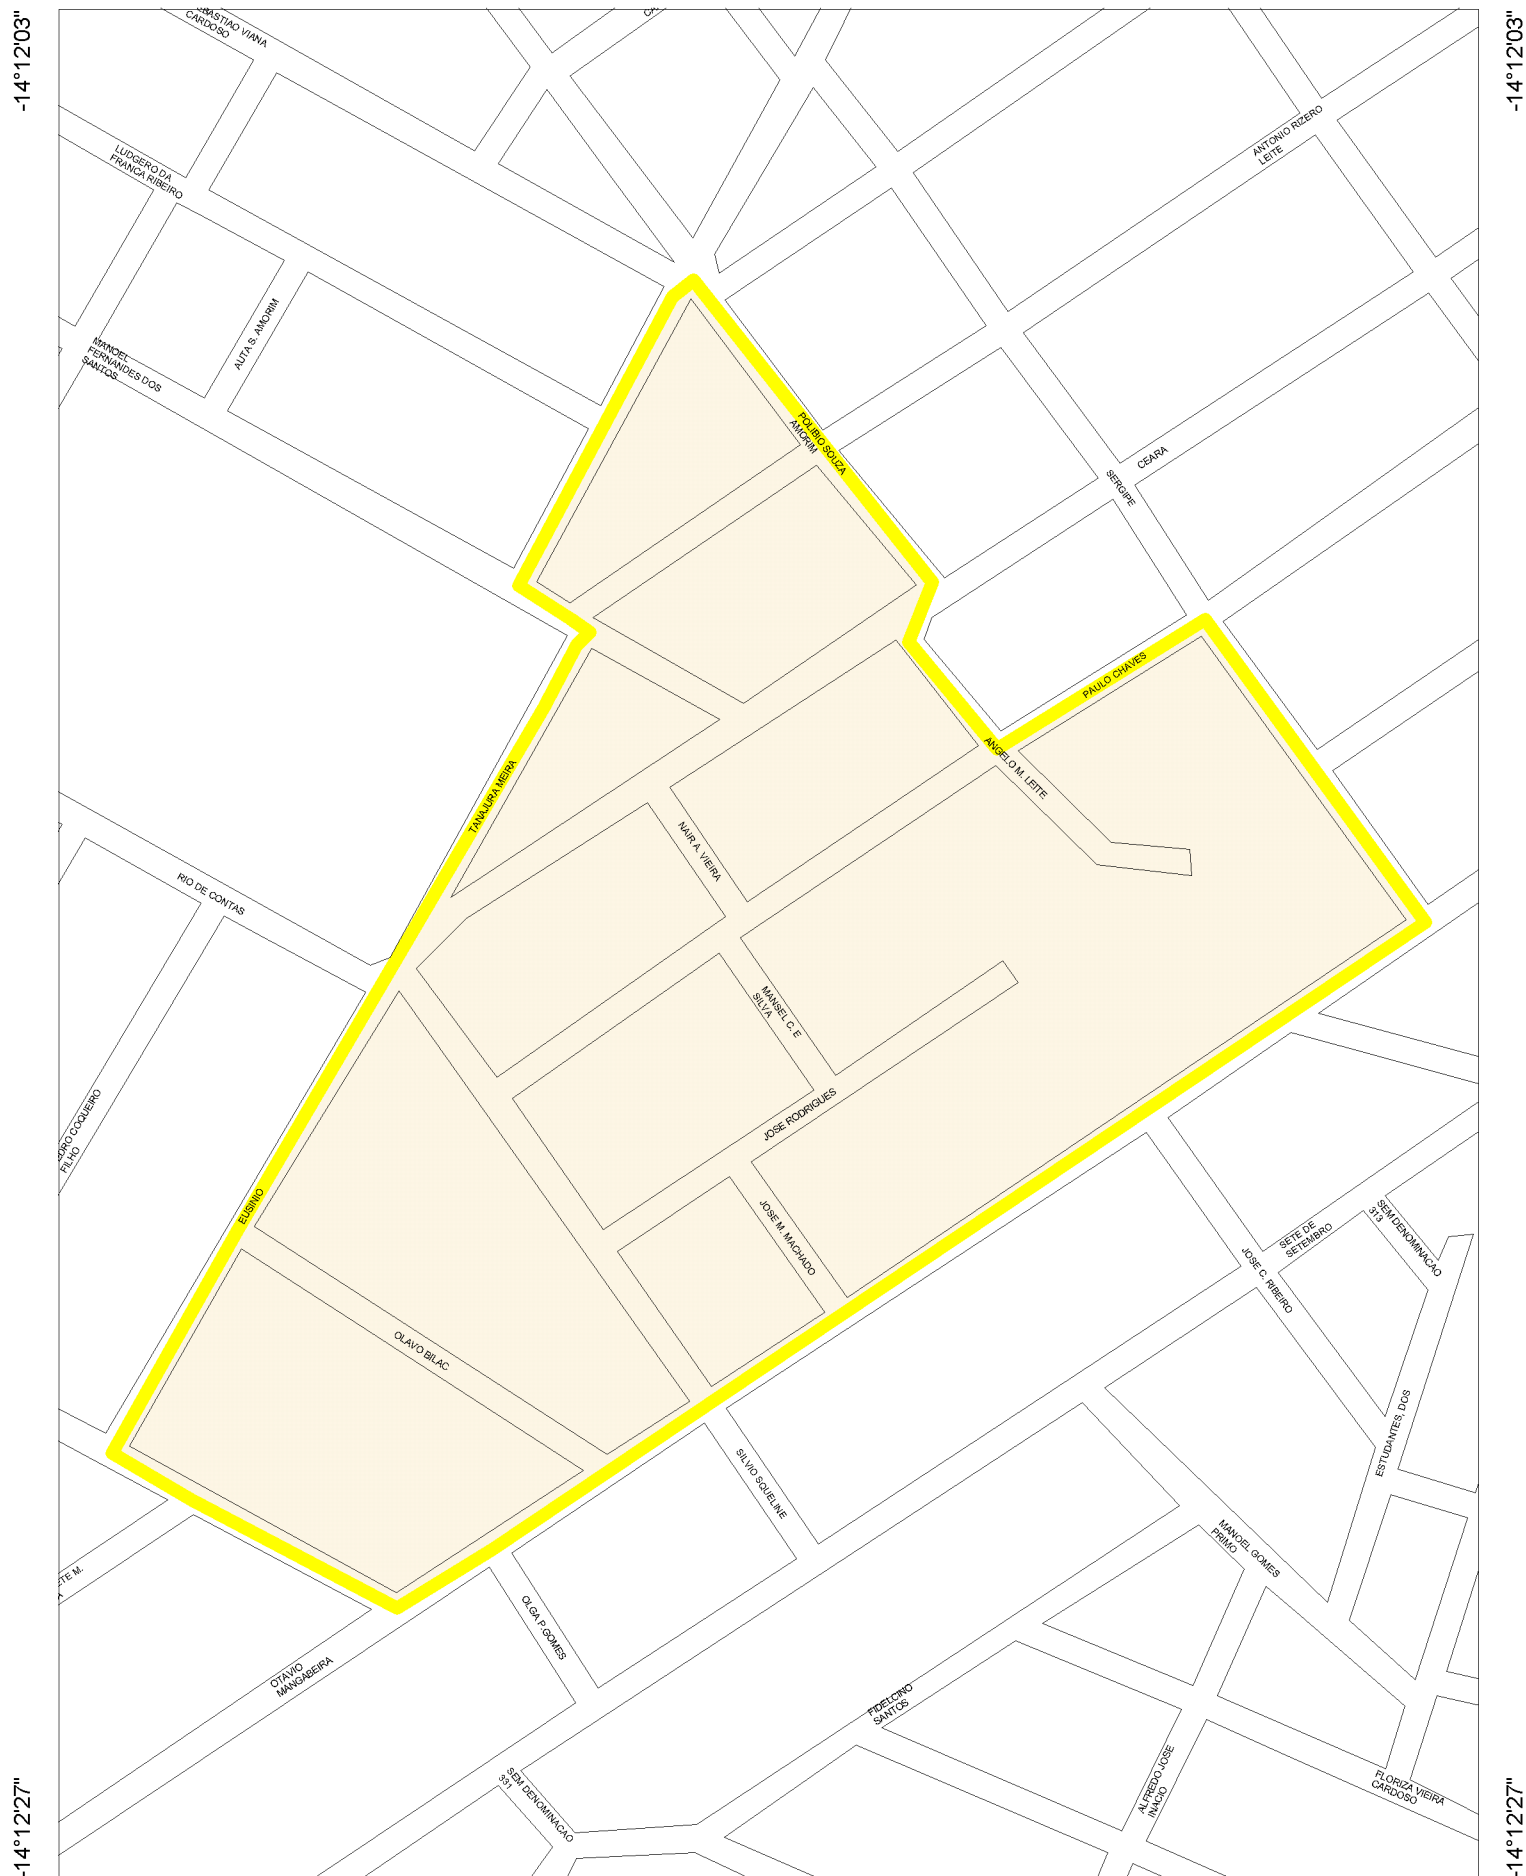 -14°12'03"
-14°12'03"
EBASTIAO VIANA
CARDOSO
ANTONIO RIZERO
LEITE
LUDGERO DA
FRANCA RIBEIRO
AUTA S. AMORIM
MANOEL
FERNANDES DOS
SANTOS
POLIBIO SOUZA
AMORIM
CEARA
SERGIPE
PAULO CHAVES
ANGELO M. LEITE
TANAJURA MEIRA
NAIR A. VIEIRA
RIO DE CONTAS
MANSEL C. E
SILVA
JOSE RODRIGUES
EDRO COQUEIRO
FILHO
EUSINIO
JOSE M. MACHADO
SETE DE
SETEMBRO
SEM DENOMINACAO
313
JOSE C. RIBEIRO
OLAVO BILAC
ESTUDANTES, DOS
SILVIO SQUELINE
MANOEL GOMES
PRIMO
ETE M.
OLGA P.GOMES
OTAVIO
MANGABEIRA
FIDELCINO
SANTOS
SEM DENOMINACAO
331
ALFREDO JOSE
INACIO
FLORIZA VIEIRA
CARDOSO
-14°12'27"
-14°12'27"